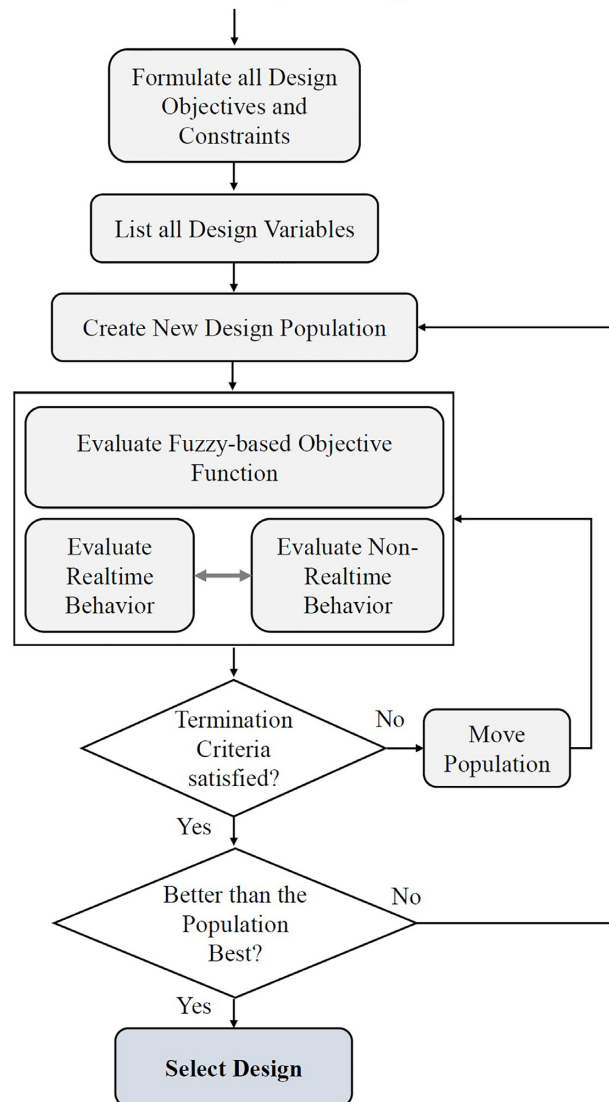 Formulate all Design
Objectives and
Constraints
List all Design Variables
Create New Design Population
Evaluate Fuzzy-based Objective
Function
Evaluate
Realtime
Behavior
Evaluate Non-
Realtime
Behavior
Termination
Criteria
satisfied?
No
Move
Population
Yes
Better than the
Population
Best?
No
Yes
Select Design